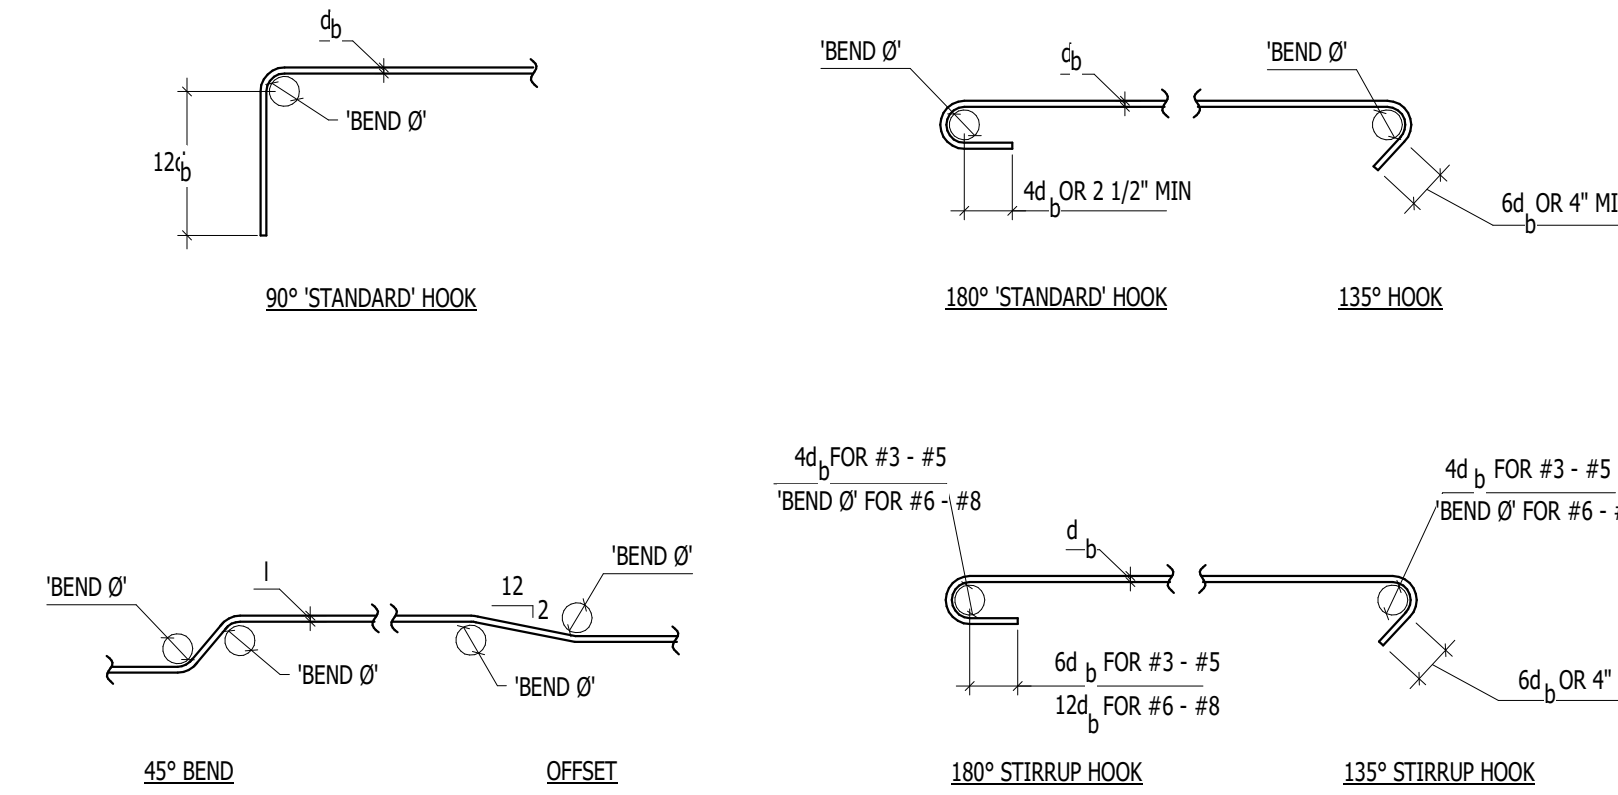 d b
'BEND Ø'
12d b
90° 'STANDARD' HOOK
'BEND Ø'
d b
4d b OR 2 1/2" MIN
180° 'STANDARD' HOOK
'BEND Ø'
6d b OR 4" MI
135° HOOK
'BEND Ø'
'BEND Ø'
45° BEND
12
2
'BEND Ø'
'BEND Ø'
OFFSET
4d b FOR #3 - #5
'BEND Ø' FOR #6 - #8
d b
6d b FOR #3 - #5
12d b FOR #6 - #8
180° STIRRUP HOOK
4d b FOR #3 - #5
'BEND Ø' FOR #6 -
6d b OR 4"
135° STIRRUP HOOK